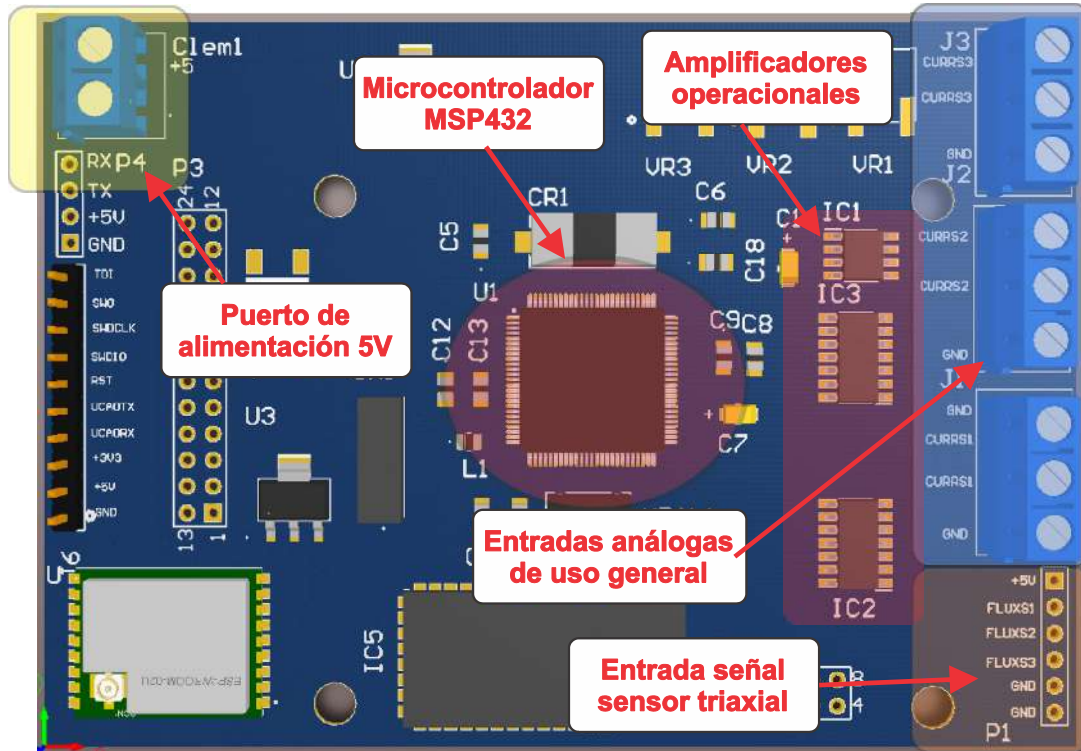 Clem1
+5
U
Microcontrolador
MSP432
Amplificadores
operacionales
J3
CURRS3
CURRS3
GND
J2
RX P4
TX
+5V
GND
P3
24
12
VR3
VR2
VR1
CR1
C5
C6
C18
C1
IC1
IC3
CURRS2
CURRS2
GND
TDI
SWO
SWDCLK
SWDIO
RST
UCA0TX
UCA0RX
+3V3
+5V
GND
Puerto de
alimentación 5V
U1
C12
C13
C9
C8
C7
L1
U3
13
1
GND
CURRS1
CURRS1
GND
Entradas análogas
de uso general
IC2
+5V
FLUXS1
FLUXS2
FLUXS3
GND
GND
P1
Entrada señal
sensor triaxial
8
4
IC5
ESP-WROOM-02U